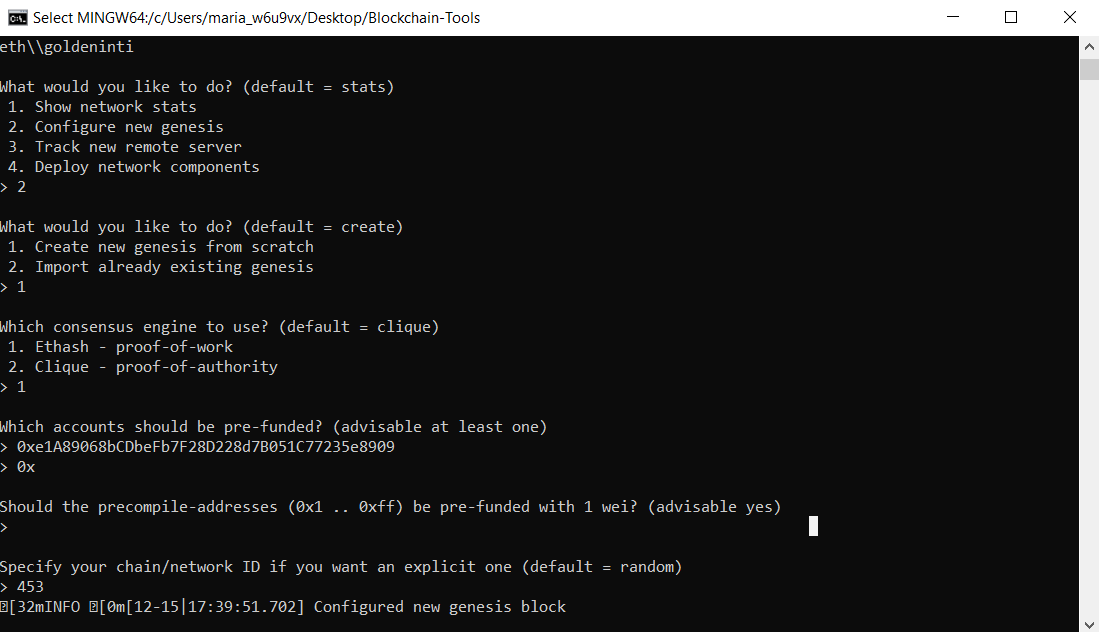 Select MINGW64:/c/Users/maria_w6u9vx/Desktop/Blockchain-Tools
eth\\goldeninti
What would you like to do? (default = stats)
1. Show network stats
2. Configure new genesis
3. Track new remote server
4. Deploy network components
> 2
What would you like to do? (default = create)
1. Create new genesis from scratch
2. Import already existing genesis
> 1
Which consensus engine to use? (default = clique)
1. Ethash - proof-of-work
2. Clique - proof-of-authority
> 1
Which accounts should be pre-funded? (advisable at least one)
> 0xe1A89068bCDbeFb7F28D228d7B051C77235e8909
> 0x
Should the precompile-addresses (0x1 .. 0xff) be pre-funded with 1 wei? (advisable yes)
>
Specify your chain/network ID if you want an explicit one (default = random)
> 453
[32mINFO [0m[12-15|17:39:51.702] Configured new genesis block